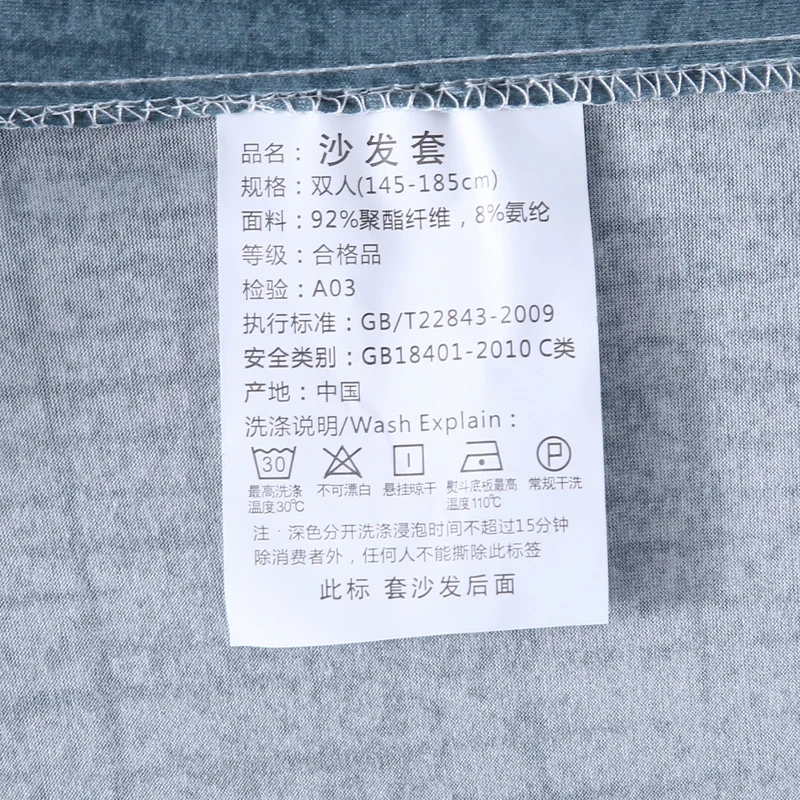 品名：沙发套
规格：双人(145-185cm)
面料：92%聚酯纤维，8%氨纶
等级：合格品
检验：A03
执行标准：GB/T22843-2009
安全类别：GB18401-2010 C类
产地：中国
洗涤说明/Wash Explain：
30 P
最高洗涤 不可漂白 悬挂晾干 熨斗底板最高 常规干洗
温度30℃ 温度110℃
注·深色分开洗涤浸泡时间不超过15分钟
除消费者外，任何人不能撕除此标签
此标 套沙发后面